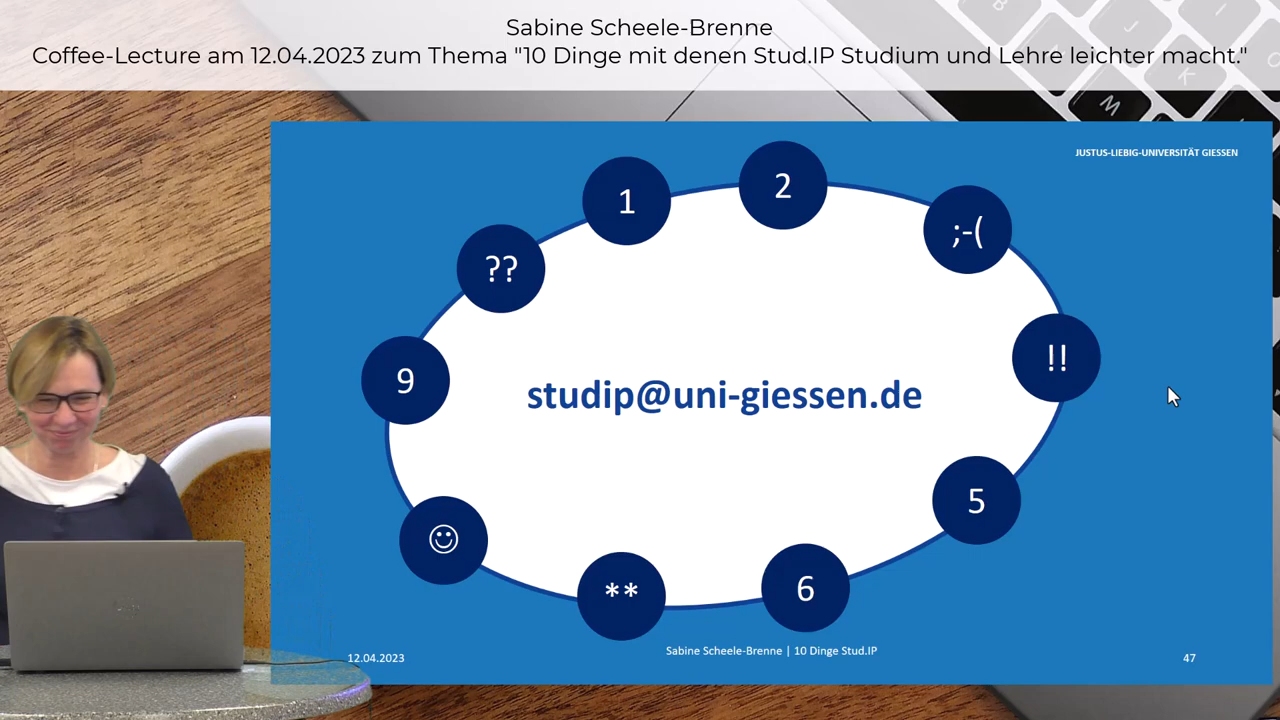 Sabine Scheele-Brenne
Coffee-Lecture am 12.04.2023 zum Thema "10 Dinge mit denen Stud.IP Studium und Lehre leichter macht."
JUSTUS-LIEBIG-UNIVERSITÄT GIESSEN
1
2
;-(
??
!!
9
studip@uni-giessen.de
5
☺
**
6
12.04.2023
Sabine Scheele-Brenne | 10 Dinge Stud.IP
47
B
J
I
K
M